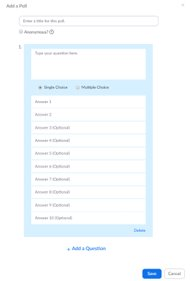 Add a Poll
Enter a title for this poll.
Anonymous?
1.
Type your question here.
Single Choice Multiple Choice
Answer 1
Answer 2
Answer 3 (Optional)
Answer 4 (Optional)
Answer 5 (Optional)
Answer 6 (Optional)
Answer 7 (Optional)
Answer 8 (Optional)
Answer 9 (Optional)
Answer 10 (Optional)
Delete
+ Add a Question
Save Cancel